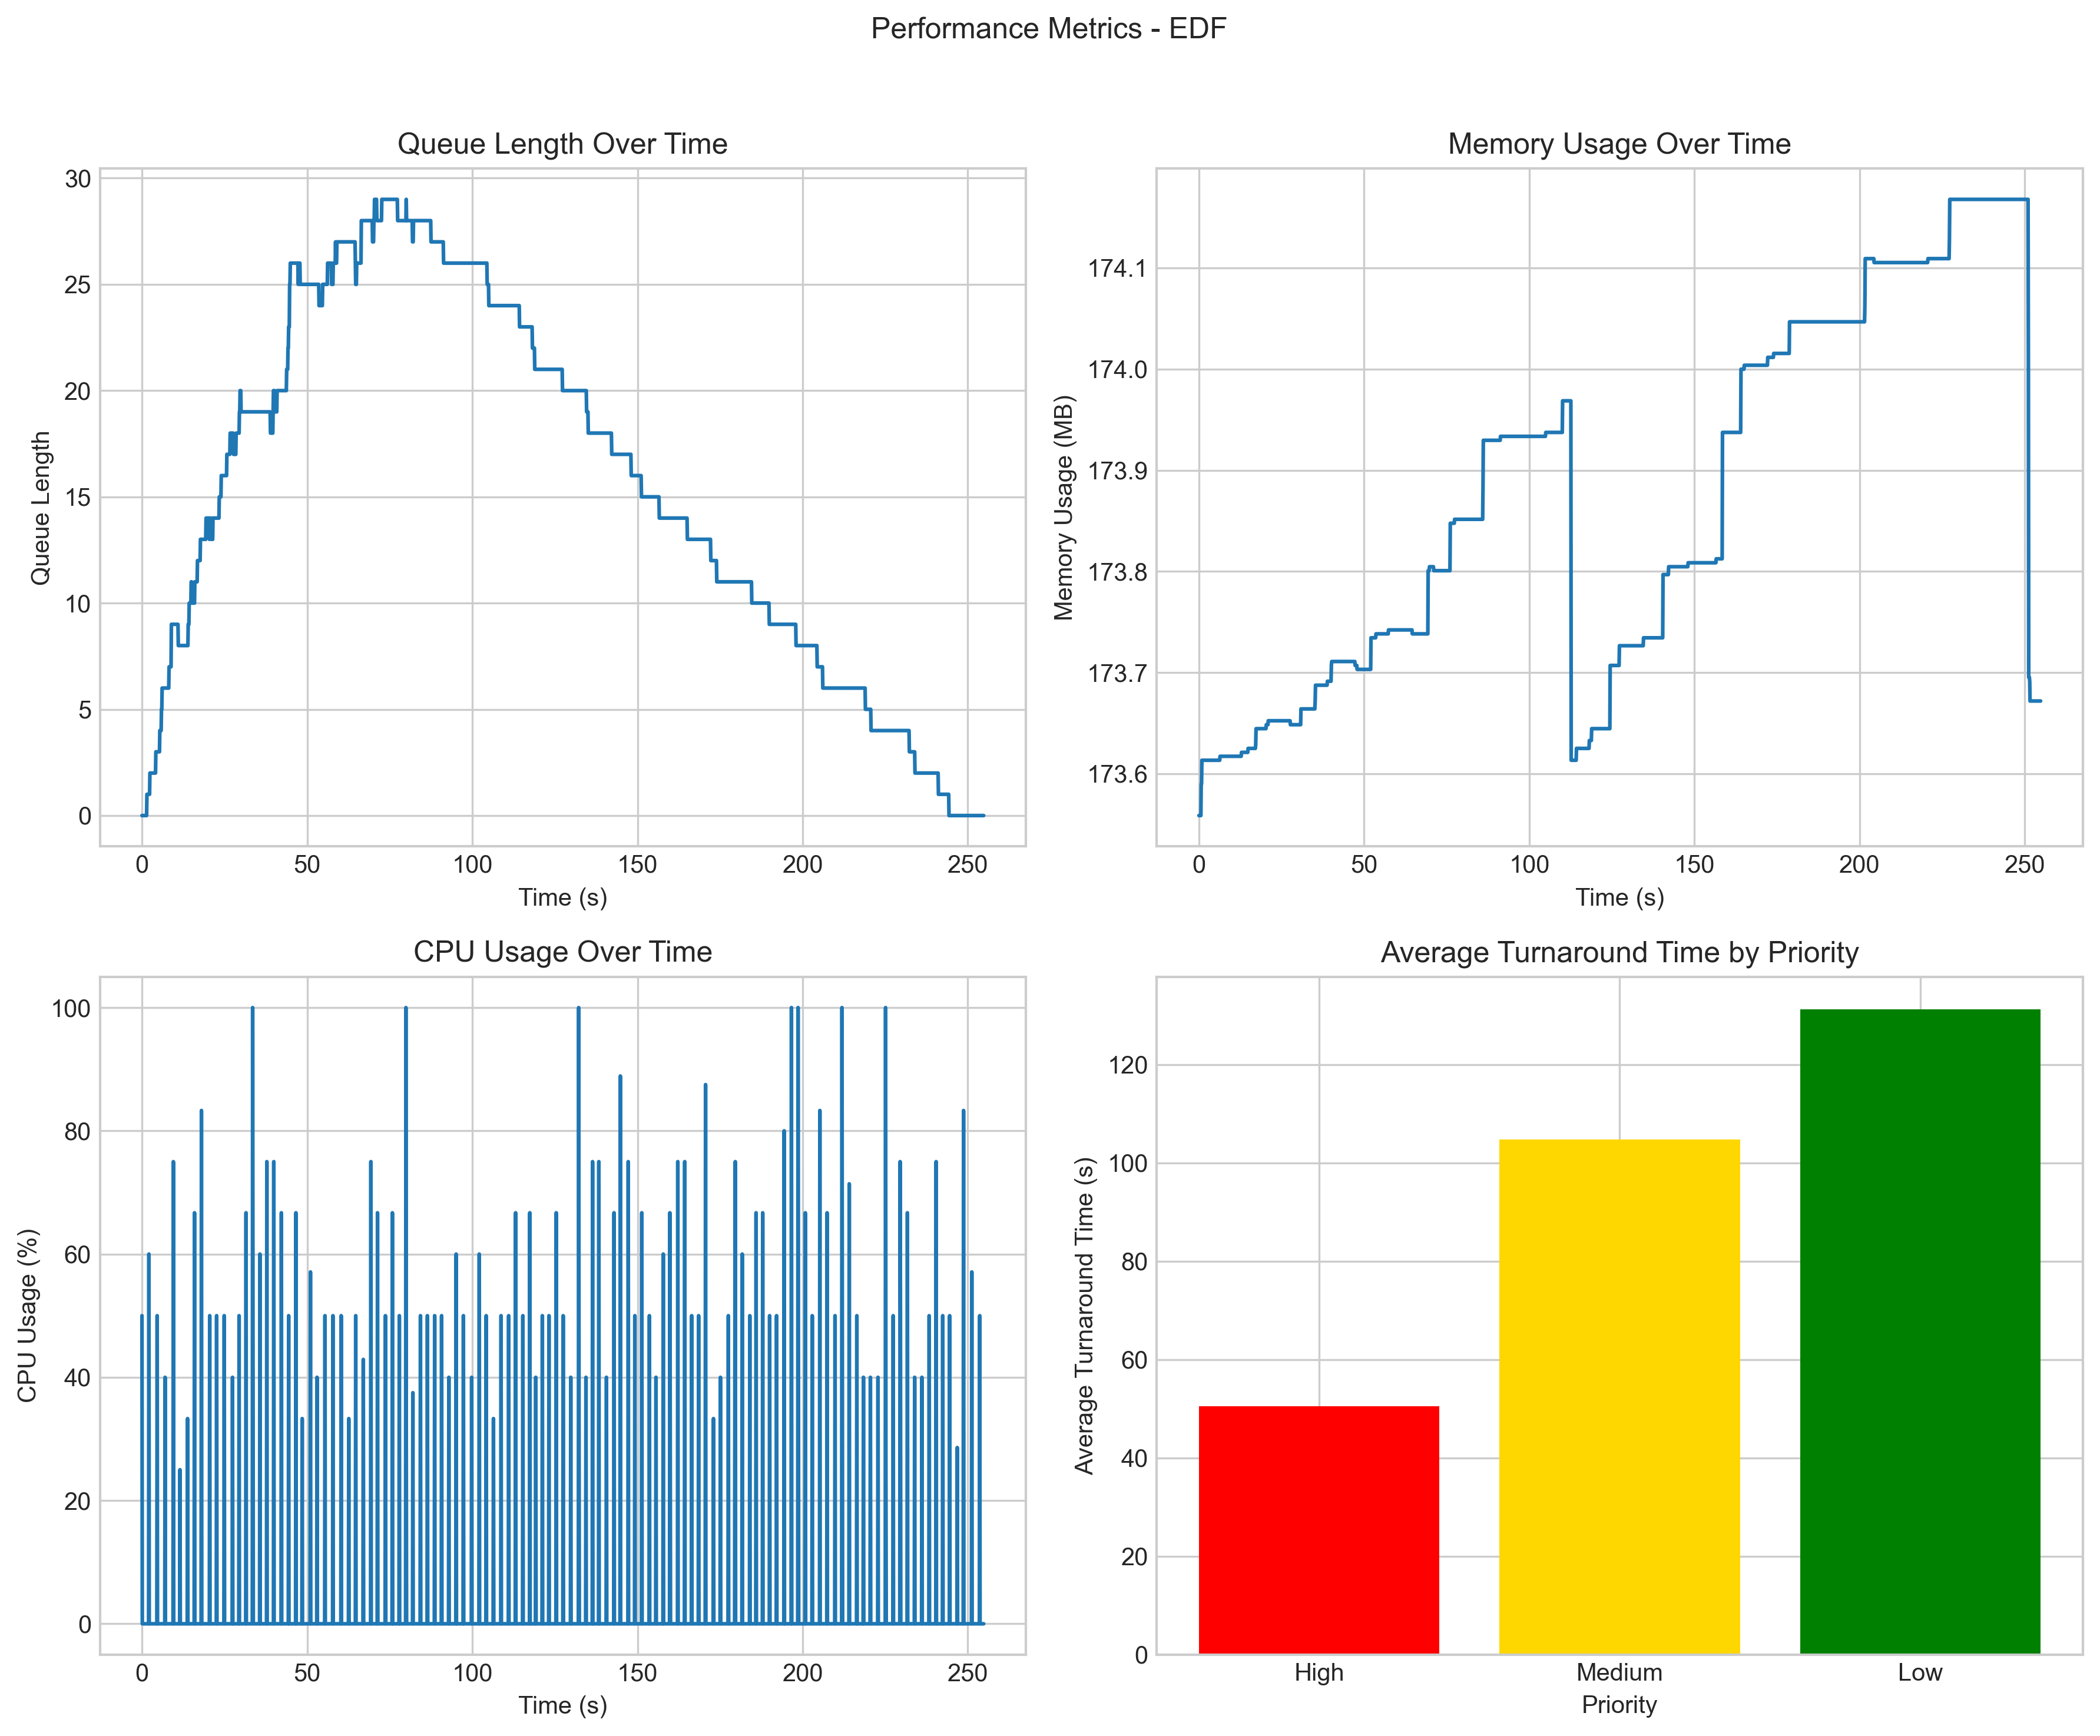 Performance Metrics - EDF
Queue Length Over Time
Queue Length
30
25
20
15
10
5
0
0 50 100 150 200 250
Time (s)
Memory Usage Over Time
Memory Usage (MB)
174.1
174.0
173.9
173.8
173.7
173.6
0 50 100 150 200 250
Time (s)
CPU Usage Over Time
CPU Usage (%)
100
80
60
40
20
0
0 50 100 150 200 250
Time (s)
Average Turnaround Time by Priority
Average Turnaround Time (s)
120
100
80
60
40
20
0
High Medium Low
Priority